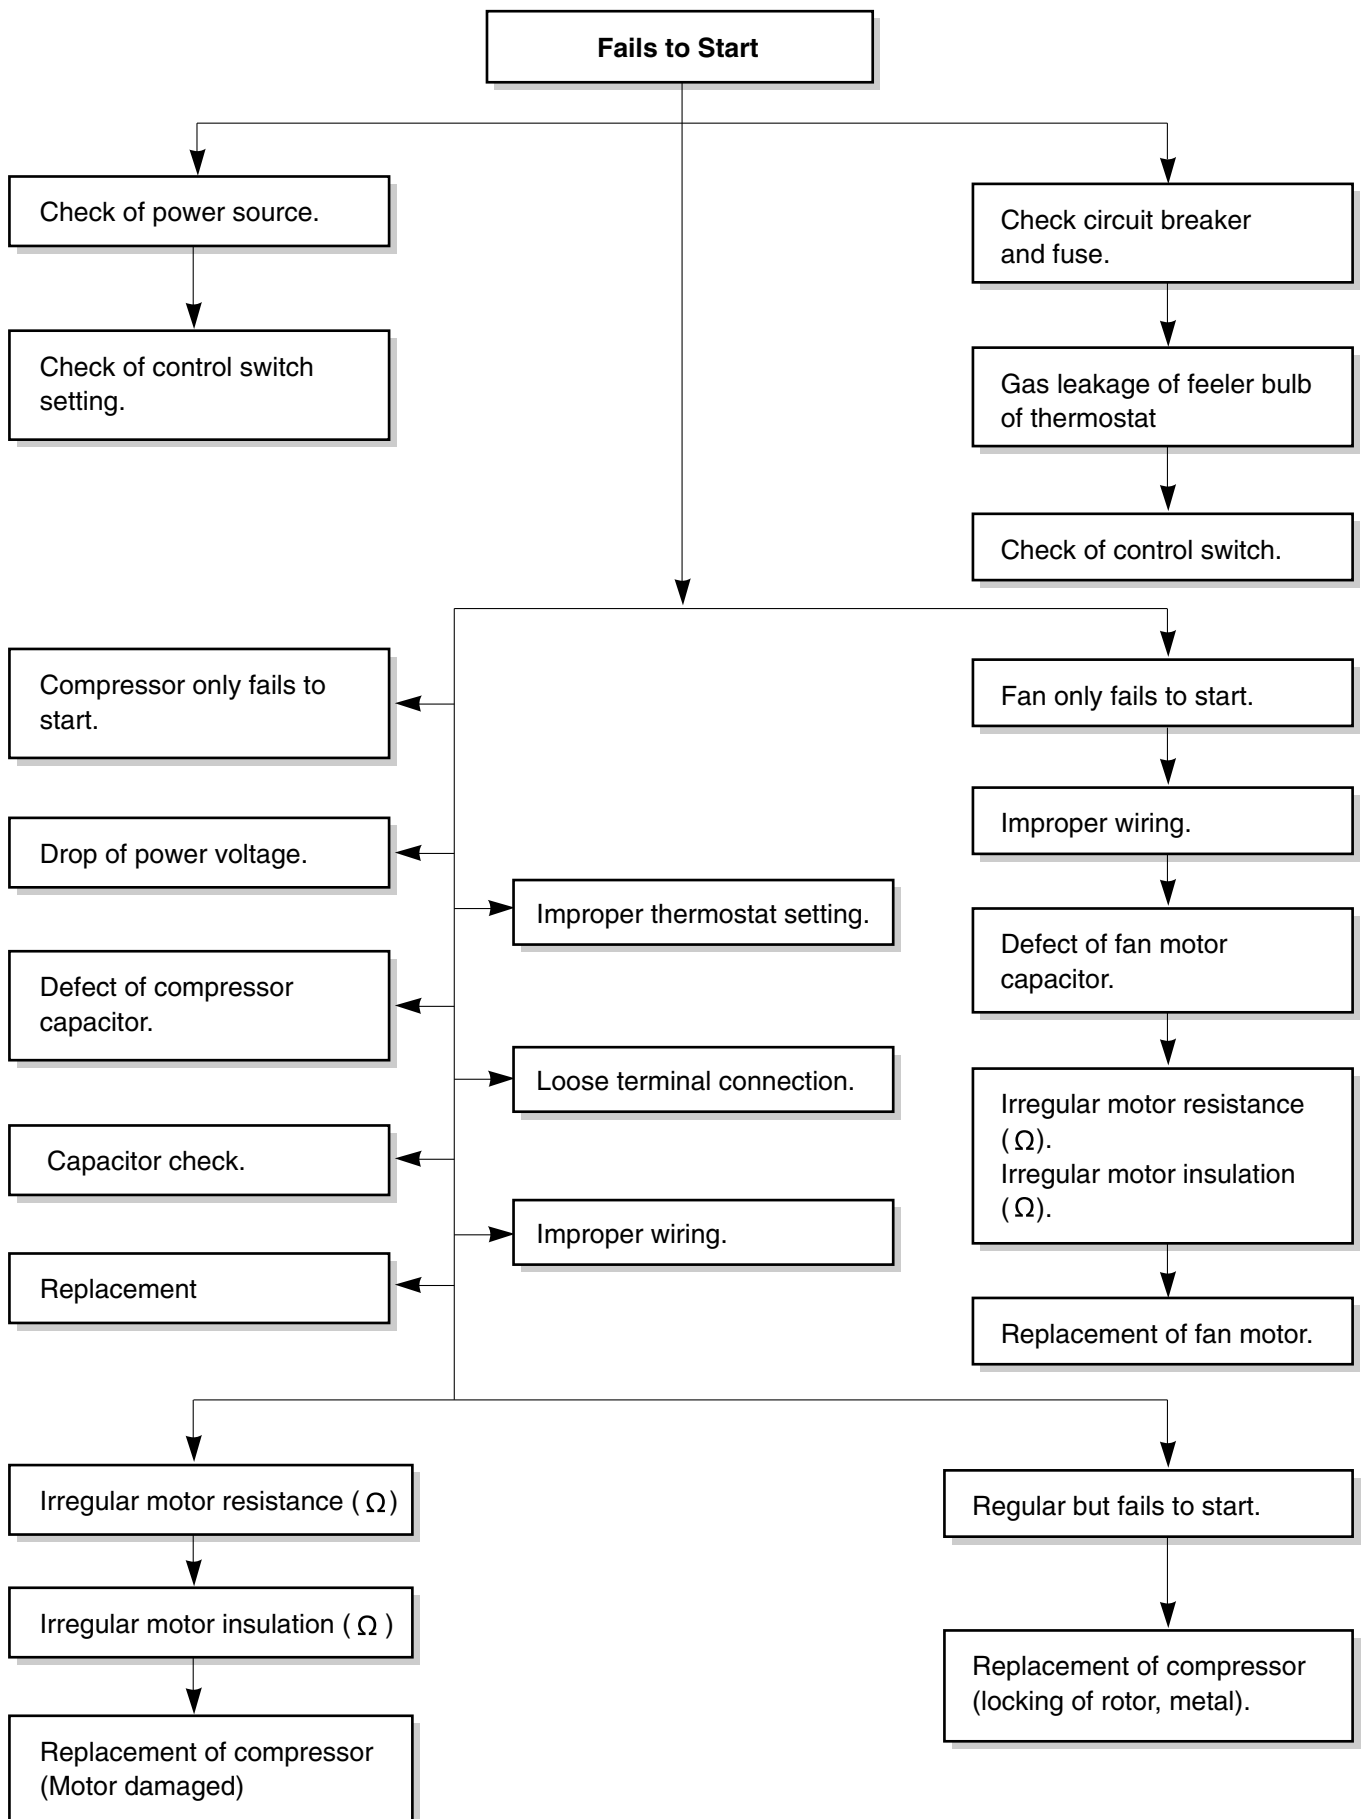 Fails to Start
Check of power source.
Check circuit breaker
and fuse.
Check of control switch
setting.
Gas leakage of feeler bulb
of thermostat
Check of control switch.
Compressor only fails to
start.
Fan only fails to start.
Drop of power voltage.
Improper wiring.
Improper thermostat setting.
Defect of fan motor
capacitor.
Defect of compressor
capacitor.
Loose terminal connection.
Irregular motor resistance
(Ω).
Irregular motor insulation
(Ω).
Capacitor check.
Improper wiring.
Replacement
Replacement of fan motor.
Irregular motor resistance (Ω)
Regular but fails to start.
Irregular motor insulation (Ω )
Replacement of compressor
(locking of rotor, metal).
Replacement of compressor
(Motor damaged)